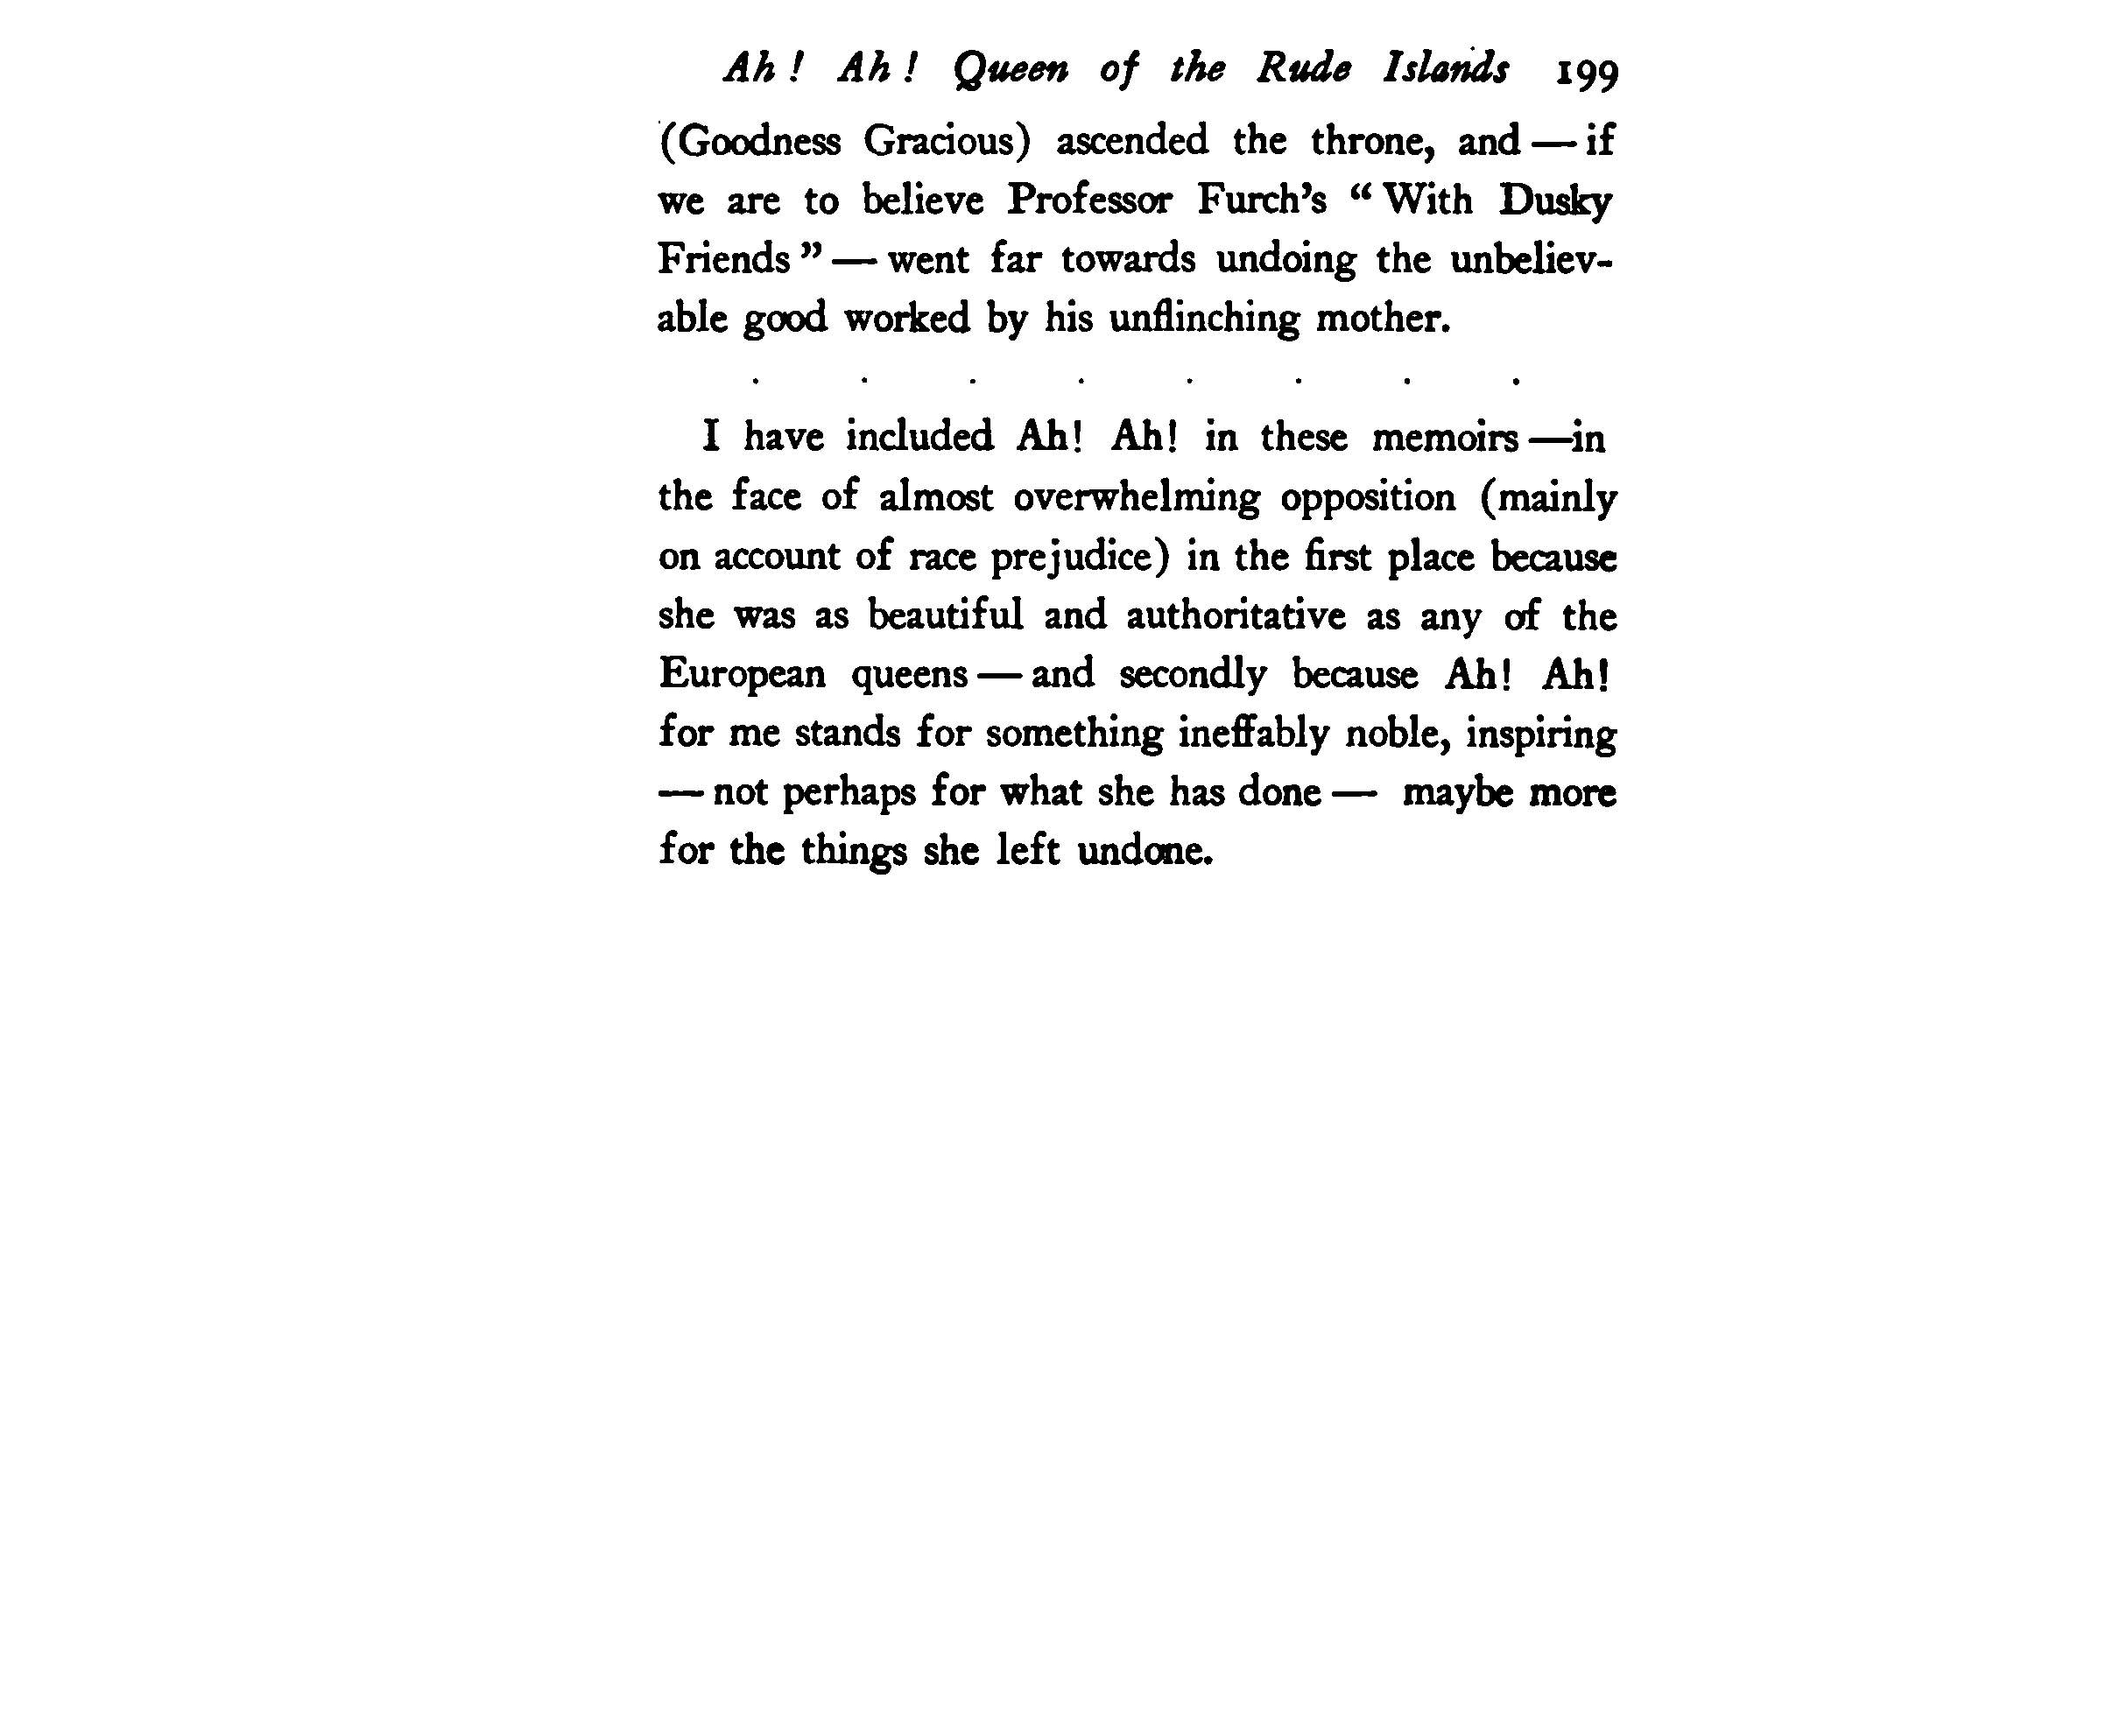 Ah! Ah! Queen of the Rude Islands 199
(Goodness Gracious) ascended the throne, and — if
we are to believe Professor Furch's “With Dusky
Friends” — went far towards undoing the unbeliev-
able good worked by his unflinching mother.
. . . . . . . .
I have included Ah! Ah! in these memoirs —in
the face of almost overwhelming opposition (mainly
on account of race prejudice) in the first place because
she was as beautiful and authoritative as any of the
European queens — and secondly because Ah! Ah!
for me stands for something ineffably noble, inspiring
— not perhaps for what she has done — maybe more
for the things she left undone.